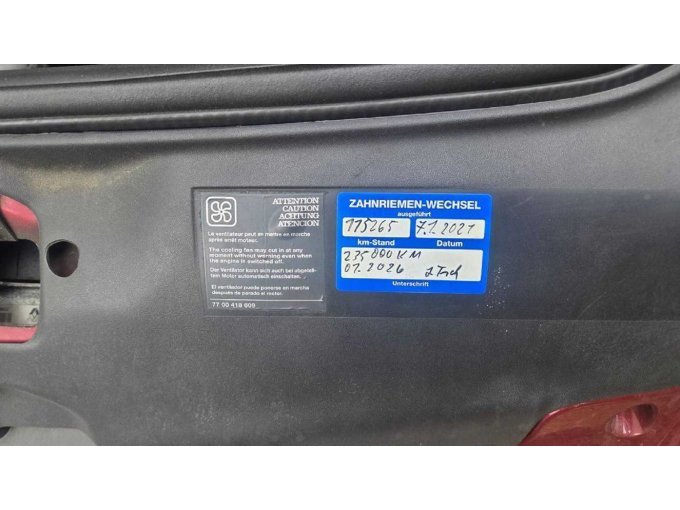 ATTENTION
CAUTION
ACHTUNG
ATENCION
Le ventilateur peut se mettre en marche
après arrêt moteur.
The cooling fan may cut in at any
moment without warning even when
the engine is switched off.
Der Ventilator kann sich auch bei abgestell-
tem Motor automatisch einschalten.
El ventilador puede ponerse en marcha
después de parado el motor.
77 00 418 609
ZAHNRIEMEN-WECHSEL
ausgeführt
115265 7.1.2021
km-Stand Datum
235 000 KM
01.2026
Unterschrift